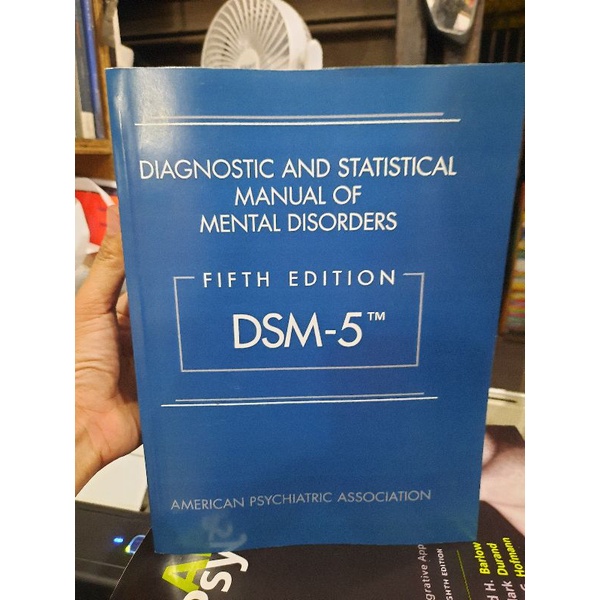 DIAGNOSTIC AND STATISTICAL
MANUAL OF
MENTAL DISORDERS
FIFTH EDITION
DSM-5™
AMERICAN PSYCHIATRIC ASSOCIATION
Barlow
Durand
Hofmann